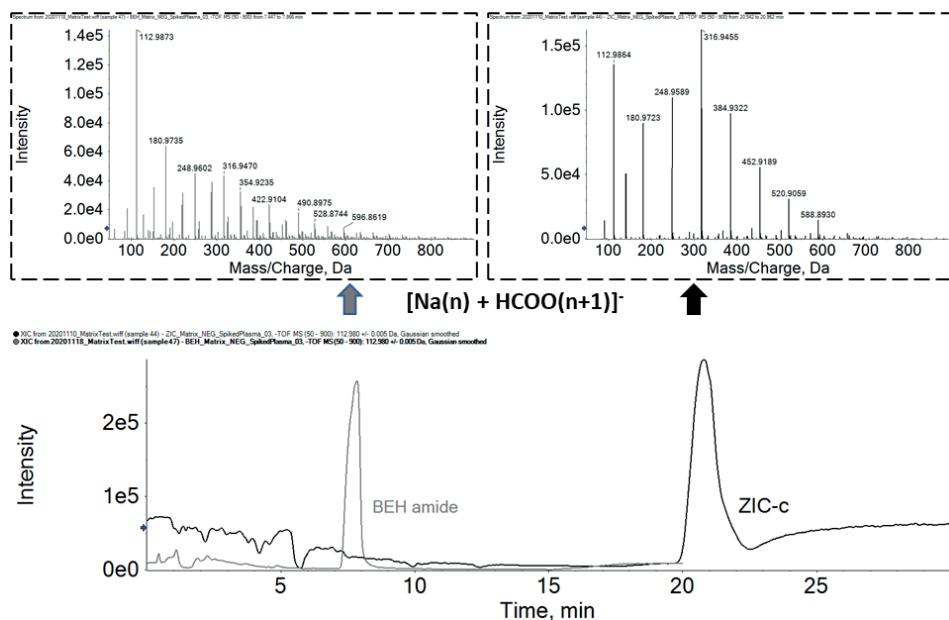 Spectrum from 20201118_MatrixTest.wiff (sample 47) - BEH_Matrix_NEG_SpikedPlasma_03, -TOF MS (50 - 900) from 7.447 to 7.866 min
Intensity
1.4e5
1.2e5
1.0e5
8.0e4
6.0e4
4.0e4
2.0e4
0.0e0
112.9873
180.9735
248.9602
316.9470
354.9235
422.9104
490.8975
528.8744
596.8619
100 200 300 400 500 600 700 800
Mass/Charge, Da
Spectrum from 20201110_MatrixTest.wiff (sample 44) - ZIC_Matrix_NEG_SpikedPlasma_03, -TOF MS (50 - 900) from 20.542 to 20.962 min
Intensity
1.5e5
1.0e5
5.0e4
0.0e0
112.9864
180.9723
248.9589
316.9455
384.9322
452.9189
520.9059
588.8930
100 200 300 400 500 600 700 800
Mass/Charge, Da
[Na(n) + HCOO(n+1)]-
XIC from 20201110_MatrixTest.wiff (sample 44) - ZIC_Matrix_NEG_SpikedPlasma_03, -TOF MS (50 - 900): 112.980 +/- 0.005 Da, Gaussian smoothed
XIC from 20201118_MatrixTest.wiff (sample 47) - BEH_Matrix_NEG_SpikedPlasma_03, -TOF MS (50 - 900): 112.980 +/- 0.005 Da, Gaussian smoothed
Intensity
2e5
1e5
0e0
BEH amide
ZIC-c
5 10 15 20 25
Time, min